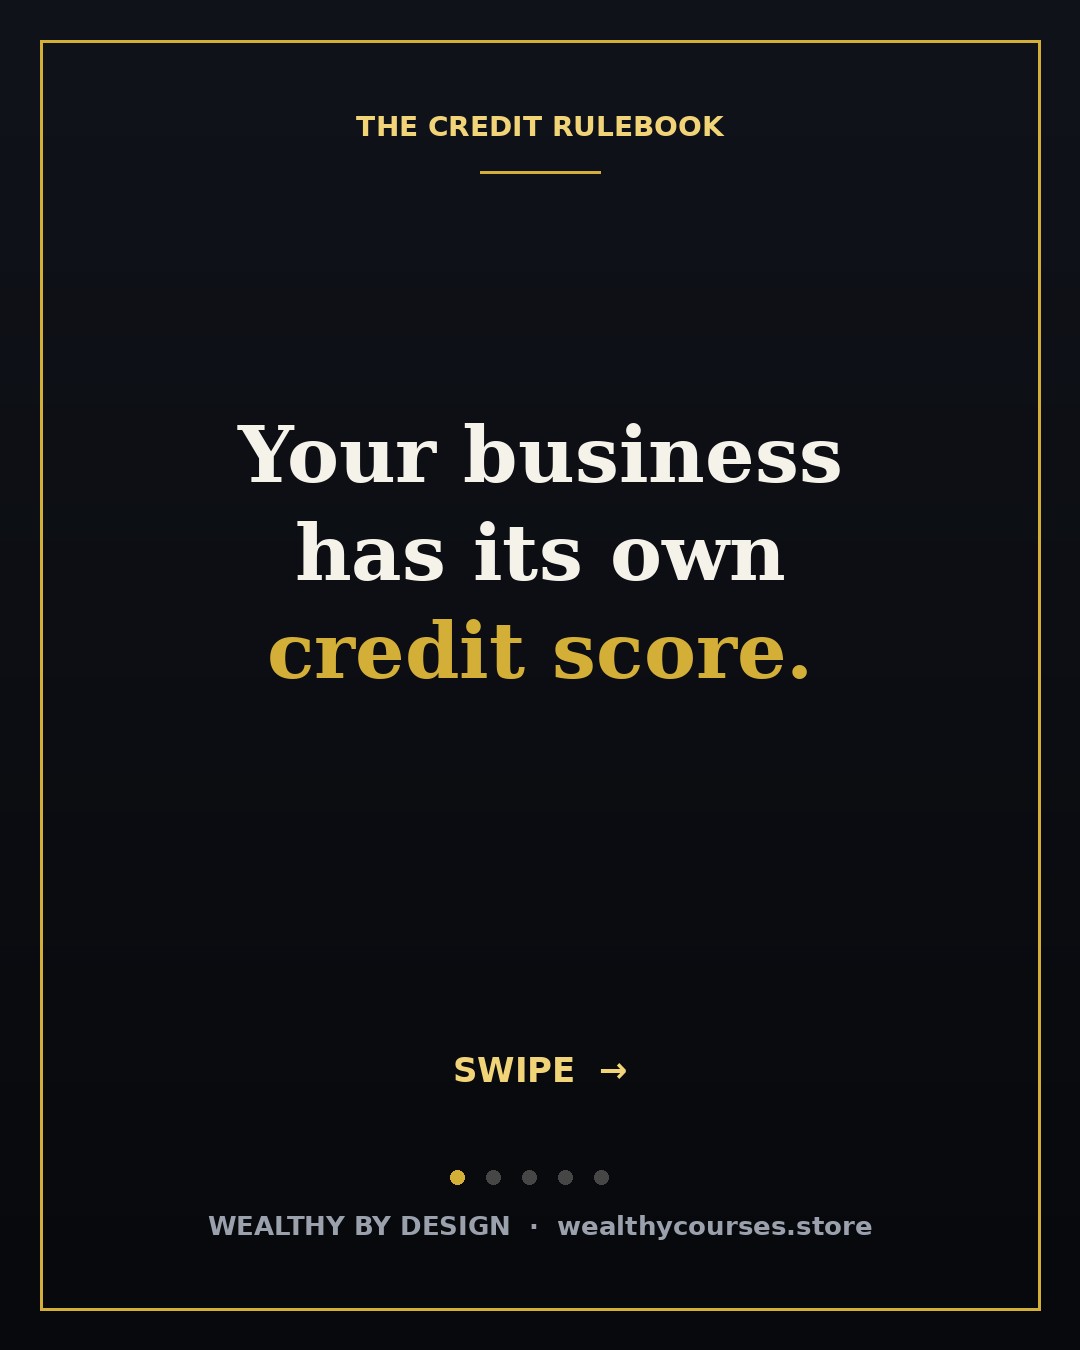 THE CREDIT RULEBOOK
Your business
has its own
credit score.
SWIPE →
WEALTHY BY DESIGN · wealthycourses.store